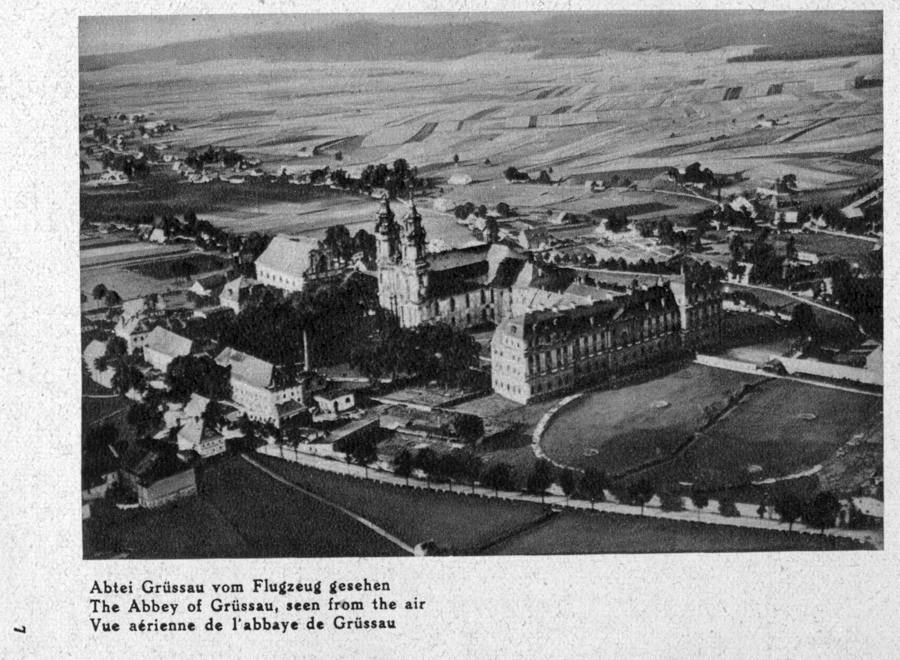 Abtei Grüssau vom Flugzeug gesehen
The Abbey of Grüssau, seen from the air
Vue aérienne de l'abbaye de Grüssau
7